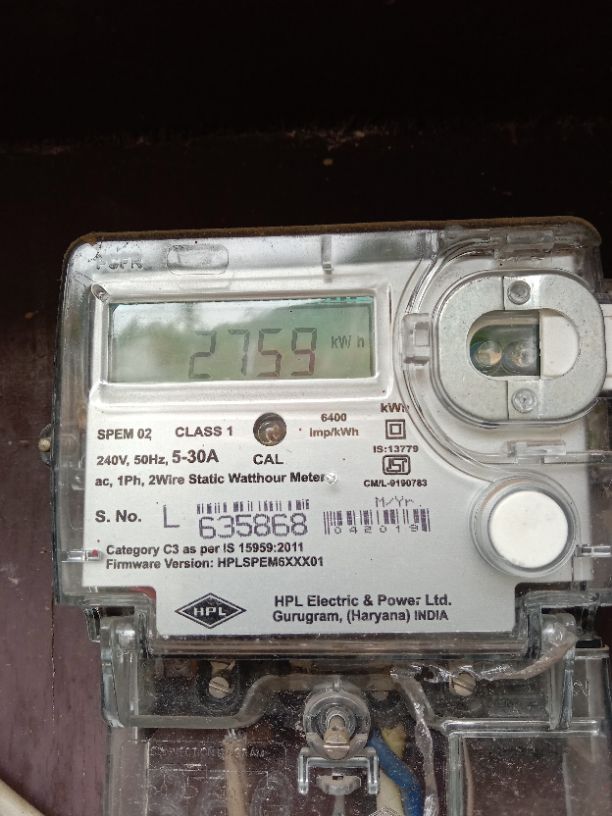 2759 kWh
SPEM 02 CLASS 1 6400 imp/kWh kWh
240V, 50Hz, 5-30A CAL IS:13779
ac, 1Ph, 2Wire Static Watthour Meter CM/L-9190783
M/Yr
S. No. L 635868 042019
Category C3 as per IS 15959:2011
Firmware Version: HPLSPEM5XXX01
HPL HPL Electric & Power Ltd.
Gurugram, (Haryana) INDIA